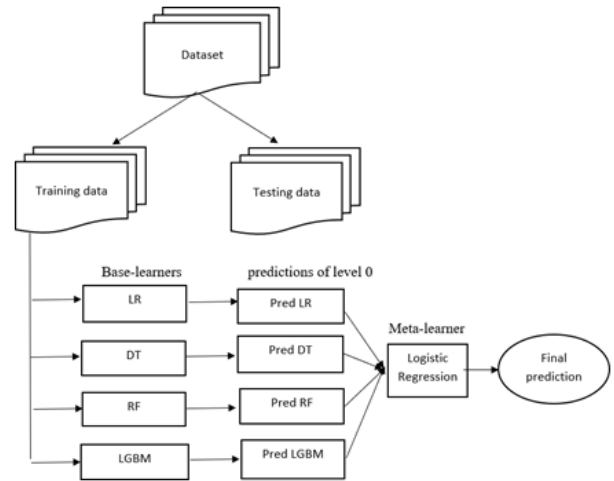 Dataset
Training data
Testing data
Base-learners
predictions of level 0
LR
Pred LR
Meta-learner
DT
Pred DT
Logistic
Regression
Final
prediction
RF
Pred RF
LGBM
Pred LGBM